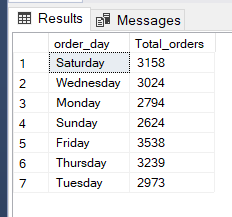 Results Messages
order_day Total_orders
1 Saturday 3158
2 Wednesday 3024
3 Monday 2794
4 Sunday 2624
5 Friday 3538
6 Thursday 3239
7 Tuesday 2973